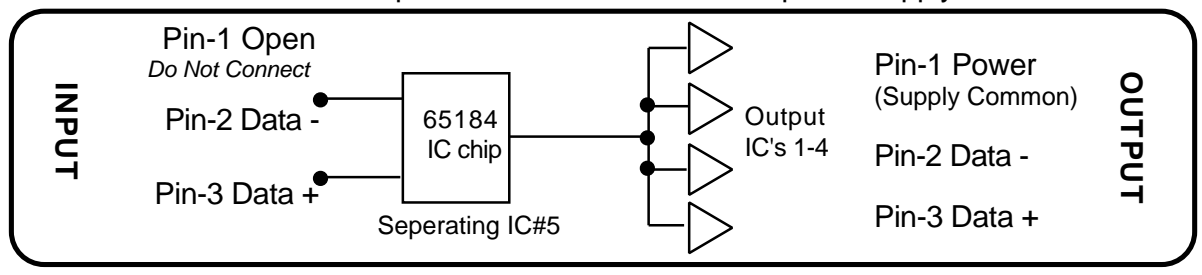 INPUT
Pin-1 Open
Do Not Connect
Pin-2 Data -
Pin-3 Data +
65184
IC chip
Seperating IC#5
Output
IC's 1-4
Pin-1 Power
(Supply Common)
Pin-2 Data -
Pin-3 Data +
OUTPUT